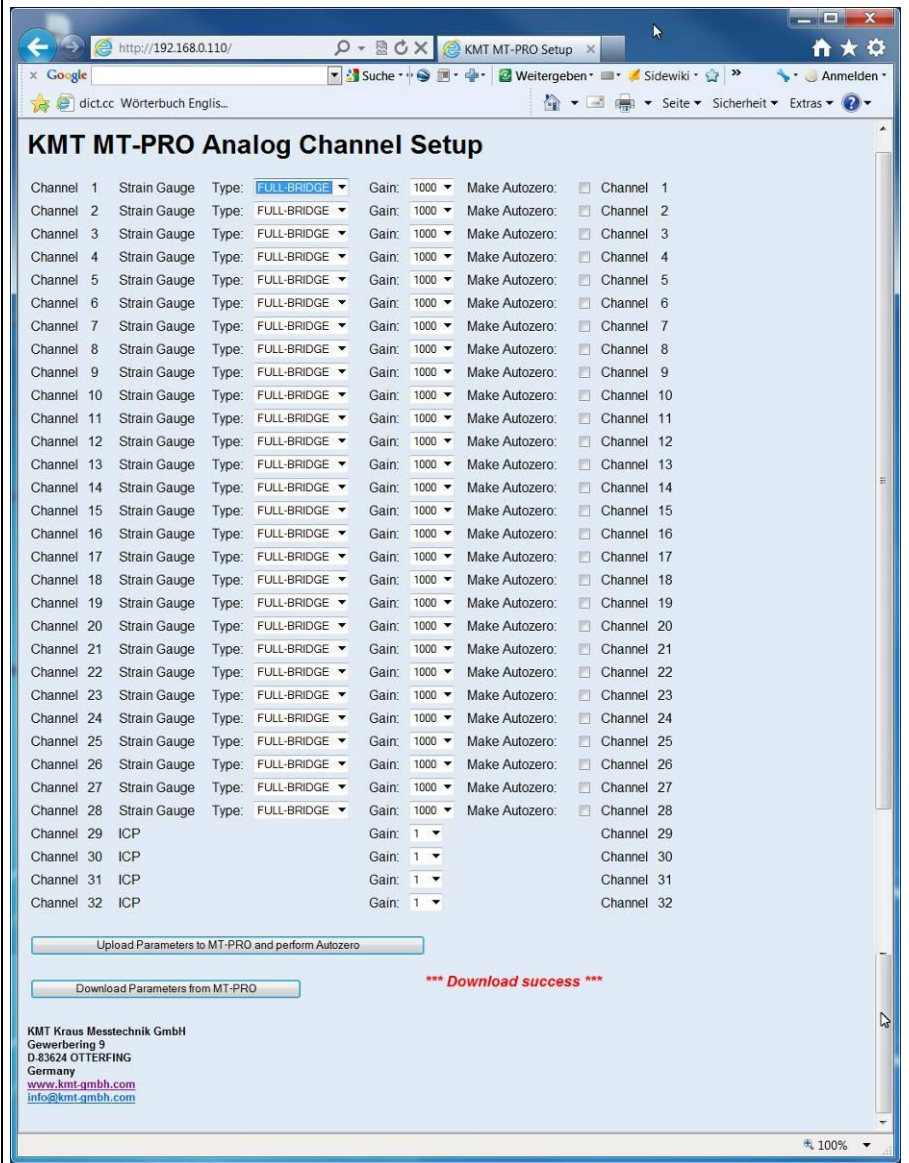 http://192.168.0.110/ KMT MT-PRO Setup
x Google Suche Weitergeben Sidewiki » Anmelden
dict.cc Wörterbuch Englis... Seite Sicherheit Extras
KMT MT-PRO Analog Channel Setup
Channel 1 Strain Gauge Type: FULL-BRIDGE Gain: 1000 Make Autozero: Channel 1
Channel 2 Strain Gauge Type: FULL-BRIDGE Gain: 1000 Make Autozero: Channel 2
Channel 3 Strain Gauge Type: FULL-BRIDGE Gain: 1000 Make Autozero: Channel 3
Channel 4 Strain Gauge Type: FULL-BRIDGE Gain: 1000 Make Autozero: Channel 4
Channel 5 Strain Gauge Type: FULL-BRIDGE Gain: 1000 Make Autozero: Channel 5
Channel 6 Strain Gauge Type: FULL-BRIDGE Gain: 1000 Make Autozero: Channel 6
Channel 7 Strain Gauge Type: FULL-BRIDGE Gain: 1000 Make Autozero: Channel 7
Channel 8 Strain Gauge Type: FULL-BRIDGE Gain: 1000 Make Autozero: Channel 8
Channel 9 Strain Gauge Type: FULL-BRIDGE Gain: 1000 Make Autozero: Channel 9
Channel 10 Strain Gauge Type: FULL-BRIDGE Gain: 1000 Make Autozero: Channel 10
Channel 11 Strain Gauge Type: FULL-BRIDGE Gain: 1000 Make Autozero: Channel 11
Channel 12 Strain Gauge Type: FULL-BRIDGE Gain: 1000 Make Autozero: Channel 12
Channel 13 Strain Gauge Type: FULL-BRIDGE Gain: 1000 Make Autozero: Channel 13
Channel 14 Strain Gauge Type: FULL-BRIDGE Gain: 1000 Make Autozero: Channel 14
Channel 15 Strain Gauge Type: FULL-BRIDGE Gain: 1000 Make Autozero: Channel 15
Channel 16 Strain Gauge Type: FULL-BRIDGE Gain: 1000 Make Autozero: Channel 16
Channel 17 Strain Gauge Type: FULL-BRIDGE Gain: 1000 Make Autozero: Channel 17
Channel 18 Strain Gauge Type: FULL-BRIDGE Gain: 1000 Make Autozero: Channel 18
Channel 19 Strain Gauge Type: FULL-BRIDGE Gain: 1000 Make Autozero: Channel 19
Channel 20 Strain Gauge Type: FULL-BRIDGE Gain: 1000 Make Autozero: Channel 20
Channel 21 Strain Gauge Type: FULL-BRIDGE Gain: 1000 Make Autozero: Channel 21
Channel 22 Strain Gauge Type: FULL-BRIDGE Gain: 1000 Make Autozero: Channel 22
Channel 23 Strain Gauge Type: FULL-BRIDGE Gain: 1000 Make Autozero: Channel 23
Channel 24 Strain Gauge Type: FULL-BRIDGE Gain: 1000 Make Autozero: Channel 24
Channel 25 Strain Gauge Type: FULL-BRIDGE Gain: 1000 Make Autozero: Channel 25
Channel 26 Strain Gauge Type: FULL-BRIDGE Gain: 1000 Make Autozero: Channel 26
Channel 27 Strain Gauge Type: FULL-BRIDGE Gain: 1000 Make Autozero: Channel 27
Channel 28 Strain Gauge Type: FULL-BRIDGE Gain: 1000 Make Autozero: Channel 28
Channel 29 ICP Gain: 1 Channel 29
Channel 30 ICP Gain: 1 Channel 30
Channel 31 ICP Gain: 1 Channel 31
Channel 32 ICP Gain: 1 Channel 32
Upload Parameters to MT-PRO and perform Autozero
Download Parameters from MT-PRO *** Download success ***
KMT Kraus Messtechnik GmbH
Gewerbering 9
D-83624 OTTERFING
Germany
www.kmt-gmbh.com
info@kmt-gmbh.com
100%